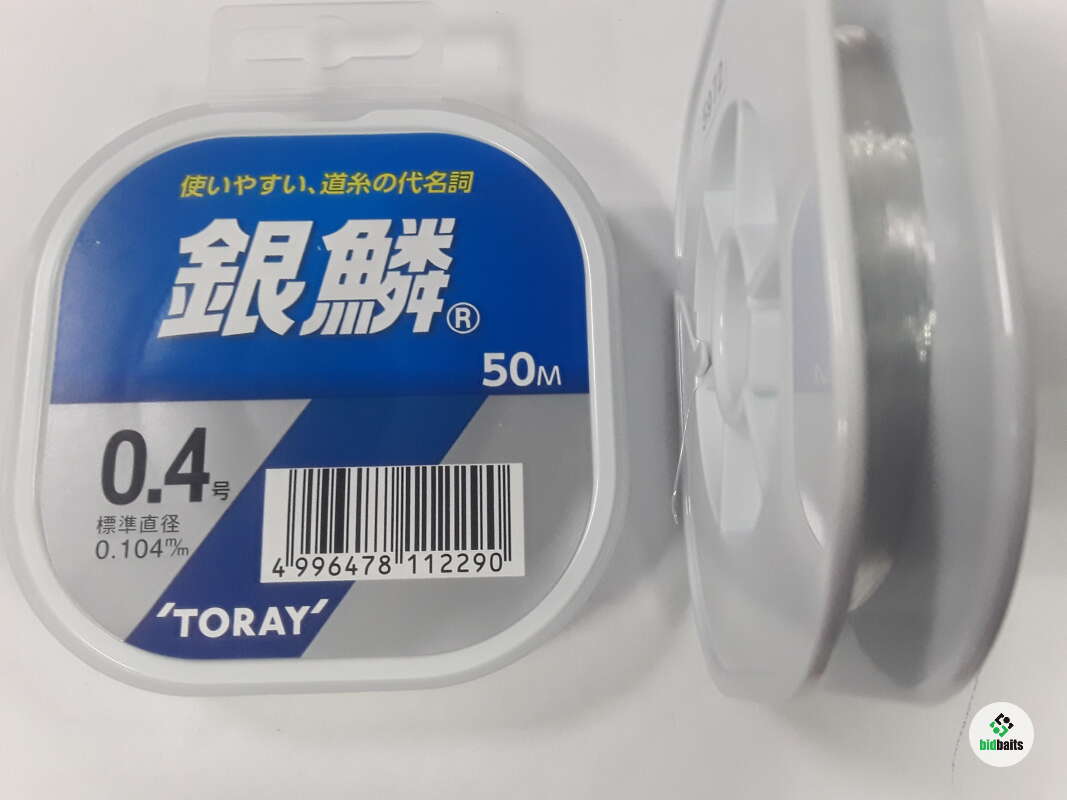 使いやすい、道糸の代名詞
銀鱗®
50M
0.4号
標準直径
0.104m/m
4 996478 112290
'TORAY'
bidbaits